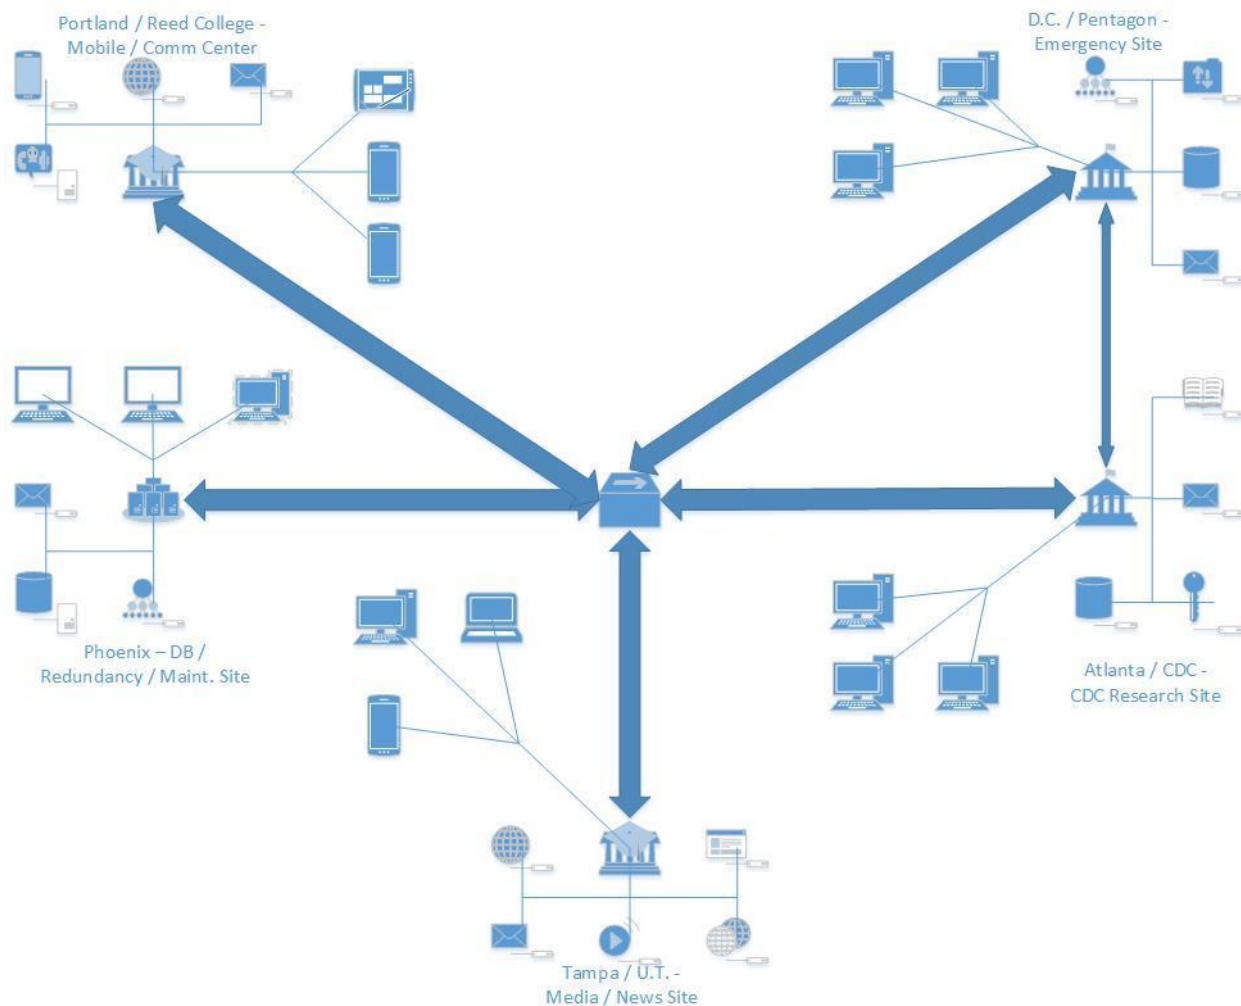 Portland / Reed College -
Mobile / Comm Center
D.C. / Pentagon -
Emergency Site
Phoenix – DB /
Redundancy / Maint. Site
Atlanta / CDC -
CDC Research Site
Tampa / U.T. -
Media / News Site